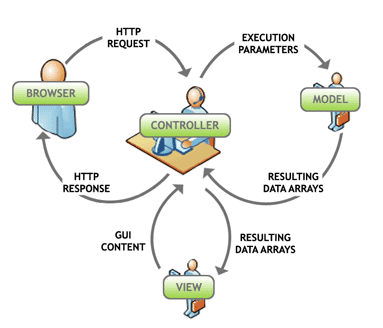 HTTP
REQUEST
EXECUTION
PARAMETERS
BROWSER
CONTROLLER
MODEL
HTTP
RESPONSE
RESULTING
DATA ARRAYS
GUI
CONTENT
RESULTING
DATA ARRAYS
VIEW